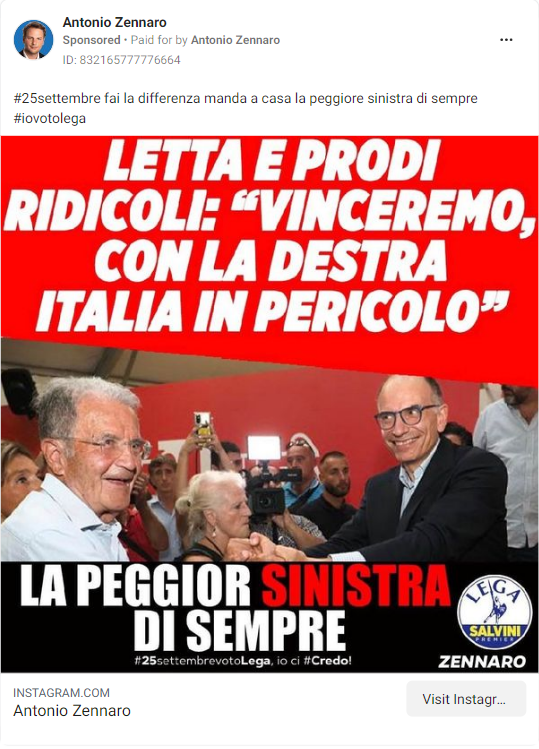 Antonio Zennaro
Sponsored • Paid for by Antonio Zennaro
ID: 832165777776664
#25settembre fai la differenza manda a casa la peggiore sinistra di sempre
#iovotolega
LETTA E PRODI
RIDICOLI: “VINCEREMO,
CON LA DESTRA
ITALIA IN PERICOLO”
LA PEGGIOR SINISTRA
DI SEMPRE
#25settembrevotoLega, io ci #Credo!
LEGA
SALVINI
PREMIER
ZENNARO
INSTAGRAM.COM
Antonio Zennaro
Visit Instagr...